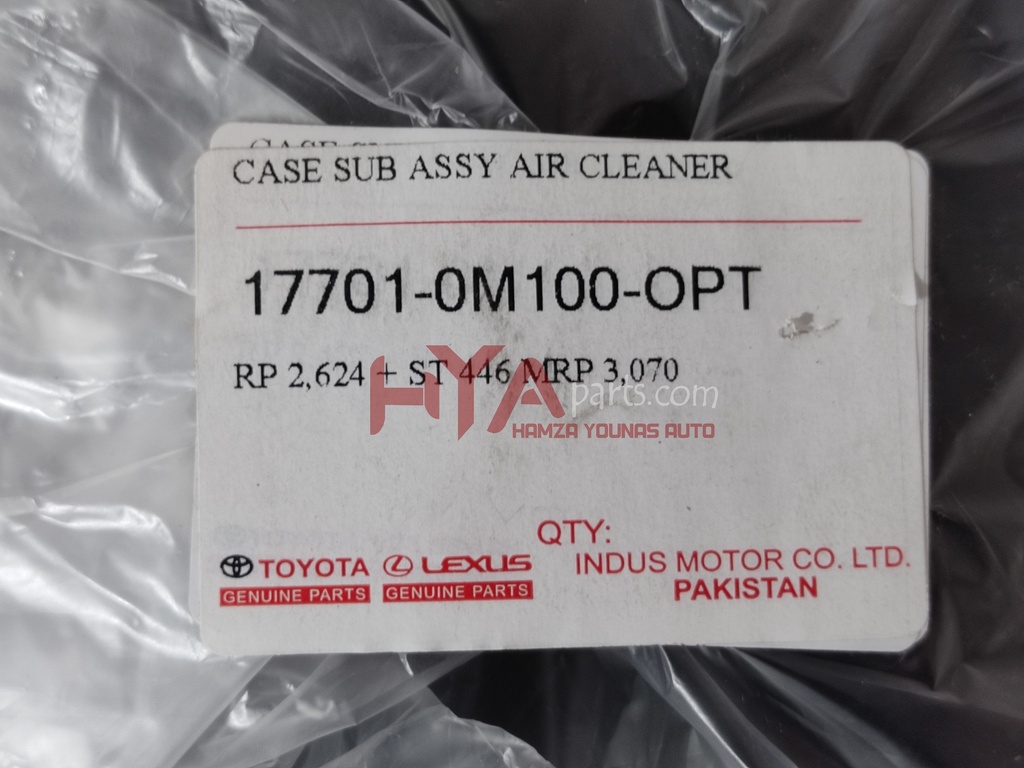 CASE SUB ASSY AIR CLEANER
17701-0M100-OPT
RP 2,624 + ST 446 MRP 3,070
HYA parts.com
HAMZA YOUNAS AUTO
QTY:
TOYOTA LEXUS INDUS MOTOR CO. LTD.
GENUINE PARTS GENUINE PARTS PAKISTAN